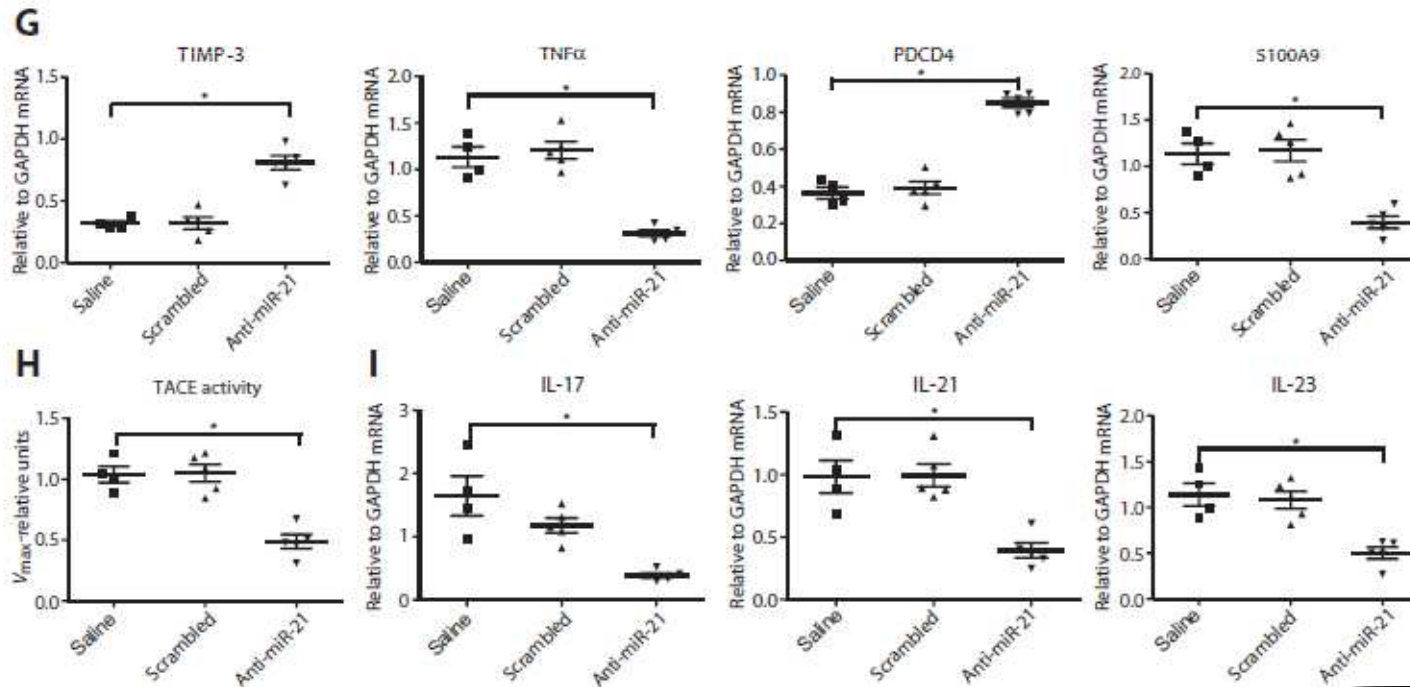 G
TIMP-3
Relative to GAPDH mRNA
1.5
1.0
0.5
0.0
*
Saline
Scrambled
Anti-miR-21
TNFα
Relative to GAPDH mRNA
2.0
1.5
1.0
0.5
0.0
*
Saline
Scrambled
Anti-miR-21
PDCD4
Relative to GAPDH mRNA
1.0
0.8
0.6
0.4
0.2
0.0
*
Saline
Scrambled
Anti-miR-21
S100A9
Relative to GAPDH mRNA
2.0
1.5
1.0
0.5
0.0
*
Saline
Scrambled
Anti-miR-21
H
TACE activity
Vmax-relative units
1.5
1.0
0.5
0.0
*
Saline
Scrambled
Anti-miR-21
I
IL-17
Relative to GAPDH mRNA
3
2
1
0
*
Saline
Scrambled
Anti-miR-21
IL-21
Relative to GAPDH mRNA
1.5
1.0
0.5
0.0
*
Saline
Scrambled
Anti-miR-21
IL-23
Relative to GAPDH mRNA
2.0
1.5
1.0
0.5
0.0
*
Saline
Scrambled
Anti-miR-21